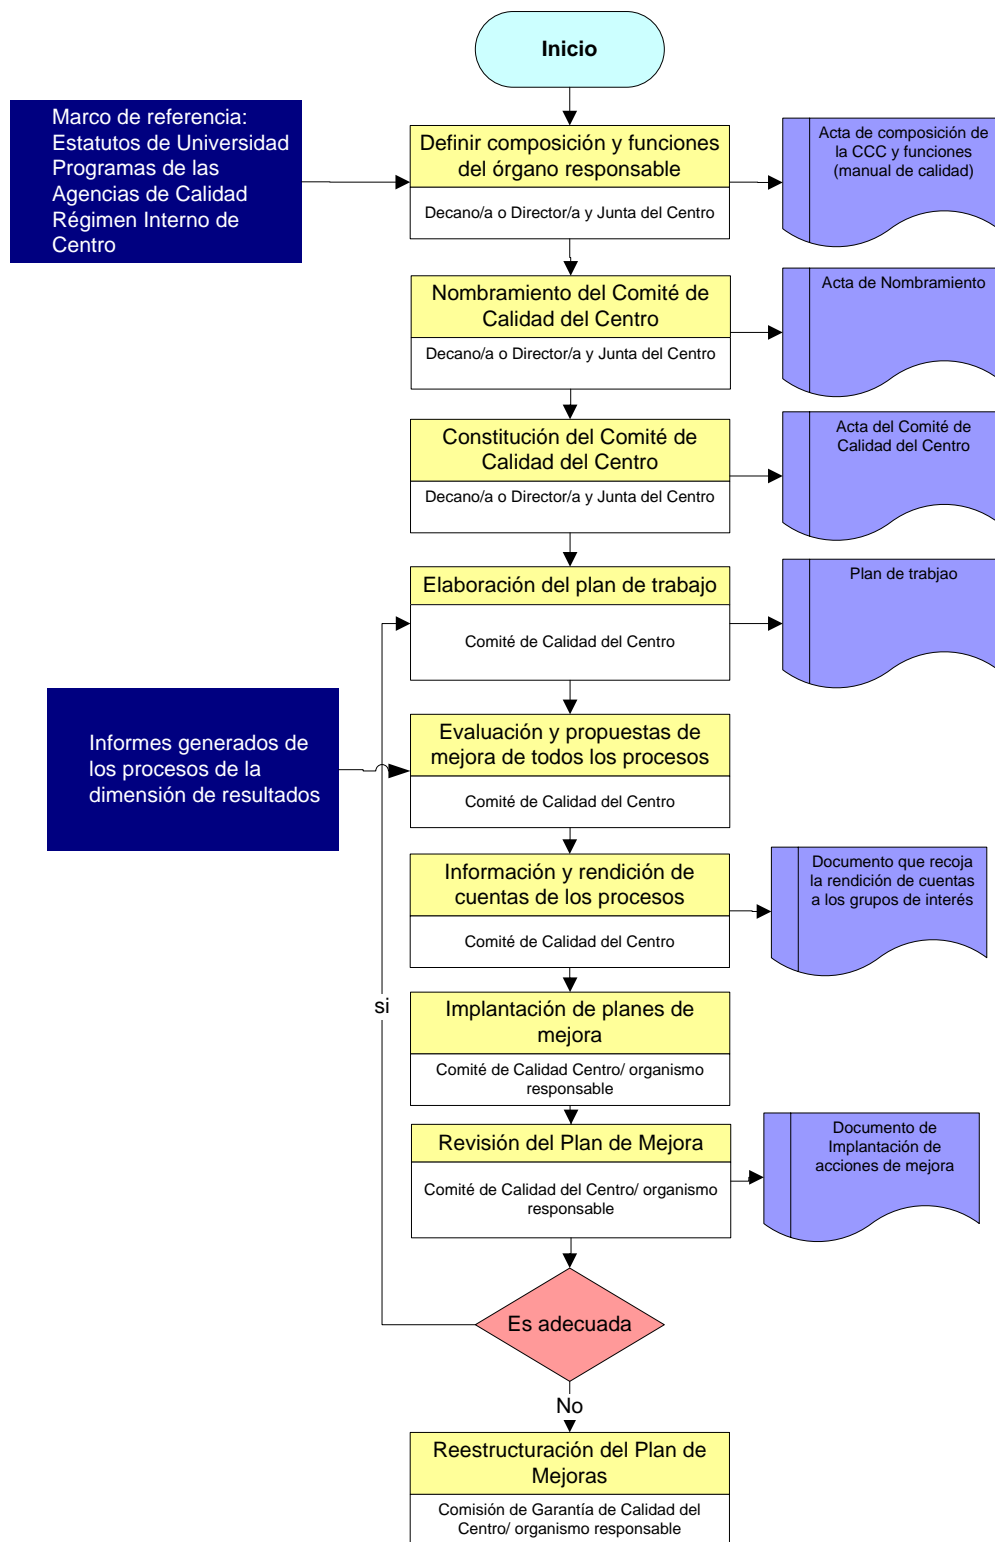 Inicio
Marco de referencia:
Estatutos de Universidad
Programas de las
Agencias de Calidad
Régimen Interno de
Centro
Definir composición y funciones
del órgano responsable
Decano/a o Director/a y Junta del Centro
Acta de composición de
la CCC y funciones
(manual de calidad)
Nombramiento del Comité de
Calidad del Centro
Decano/a o Director/a y Junta del Centro
Acta de Nombramiento
Constitución del Comité de
Calidad del Centro
Decano/a o Director/a y Junta del Centro
Acta del Comité de
Calidad del Centro
Elaboración del plan de trabajo
Comité de Calidad del Centro
Plan de trabjao
Informes generados de
los procesos de la
dimensión de resultados
Evaluación y propuestas de
mejora de todos los procesos
Comité de Calidad del Centro
Información y rendición de
cuentas de los procesos
Comité de Calidad del Centro
Documento que recoja
la rendición de cuentas
a los grupos de interés
si
Implantación de planes de
mejora
Comité de Calidad Centro/ organismo
responsable
Revisión del Plan de Mejora
Comité de Calidad del Centro/ organismo
responsable
Documento de
Implantación de
acciones de mejora
Es adecuada
No
Reestructuración del Plan de
Mejoras
Comisión de Garantía de Calidad del
Centro/ organismo responsable